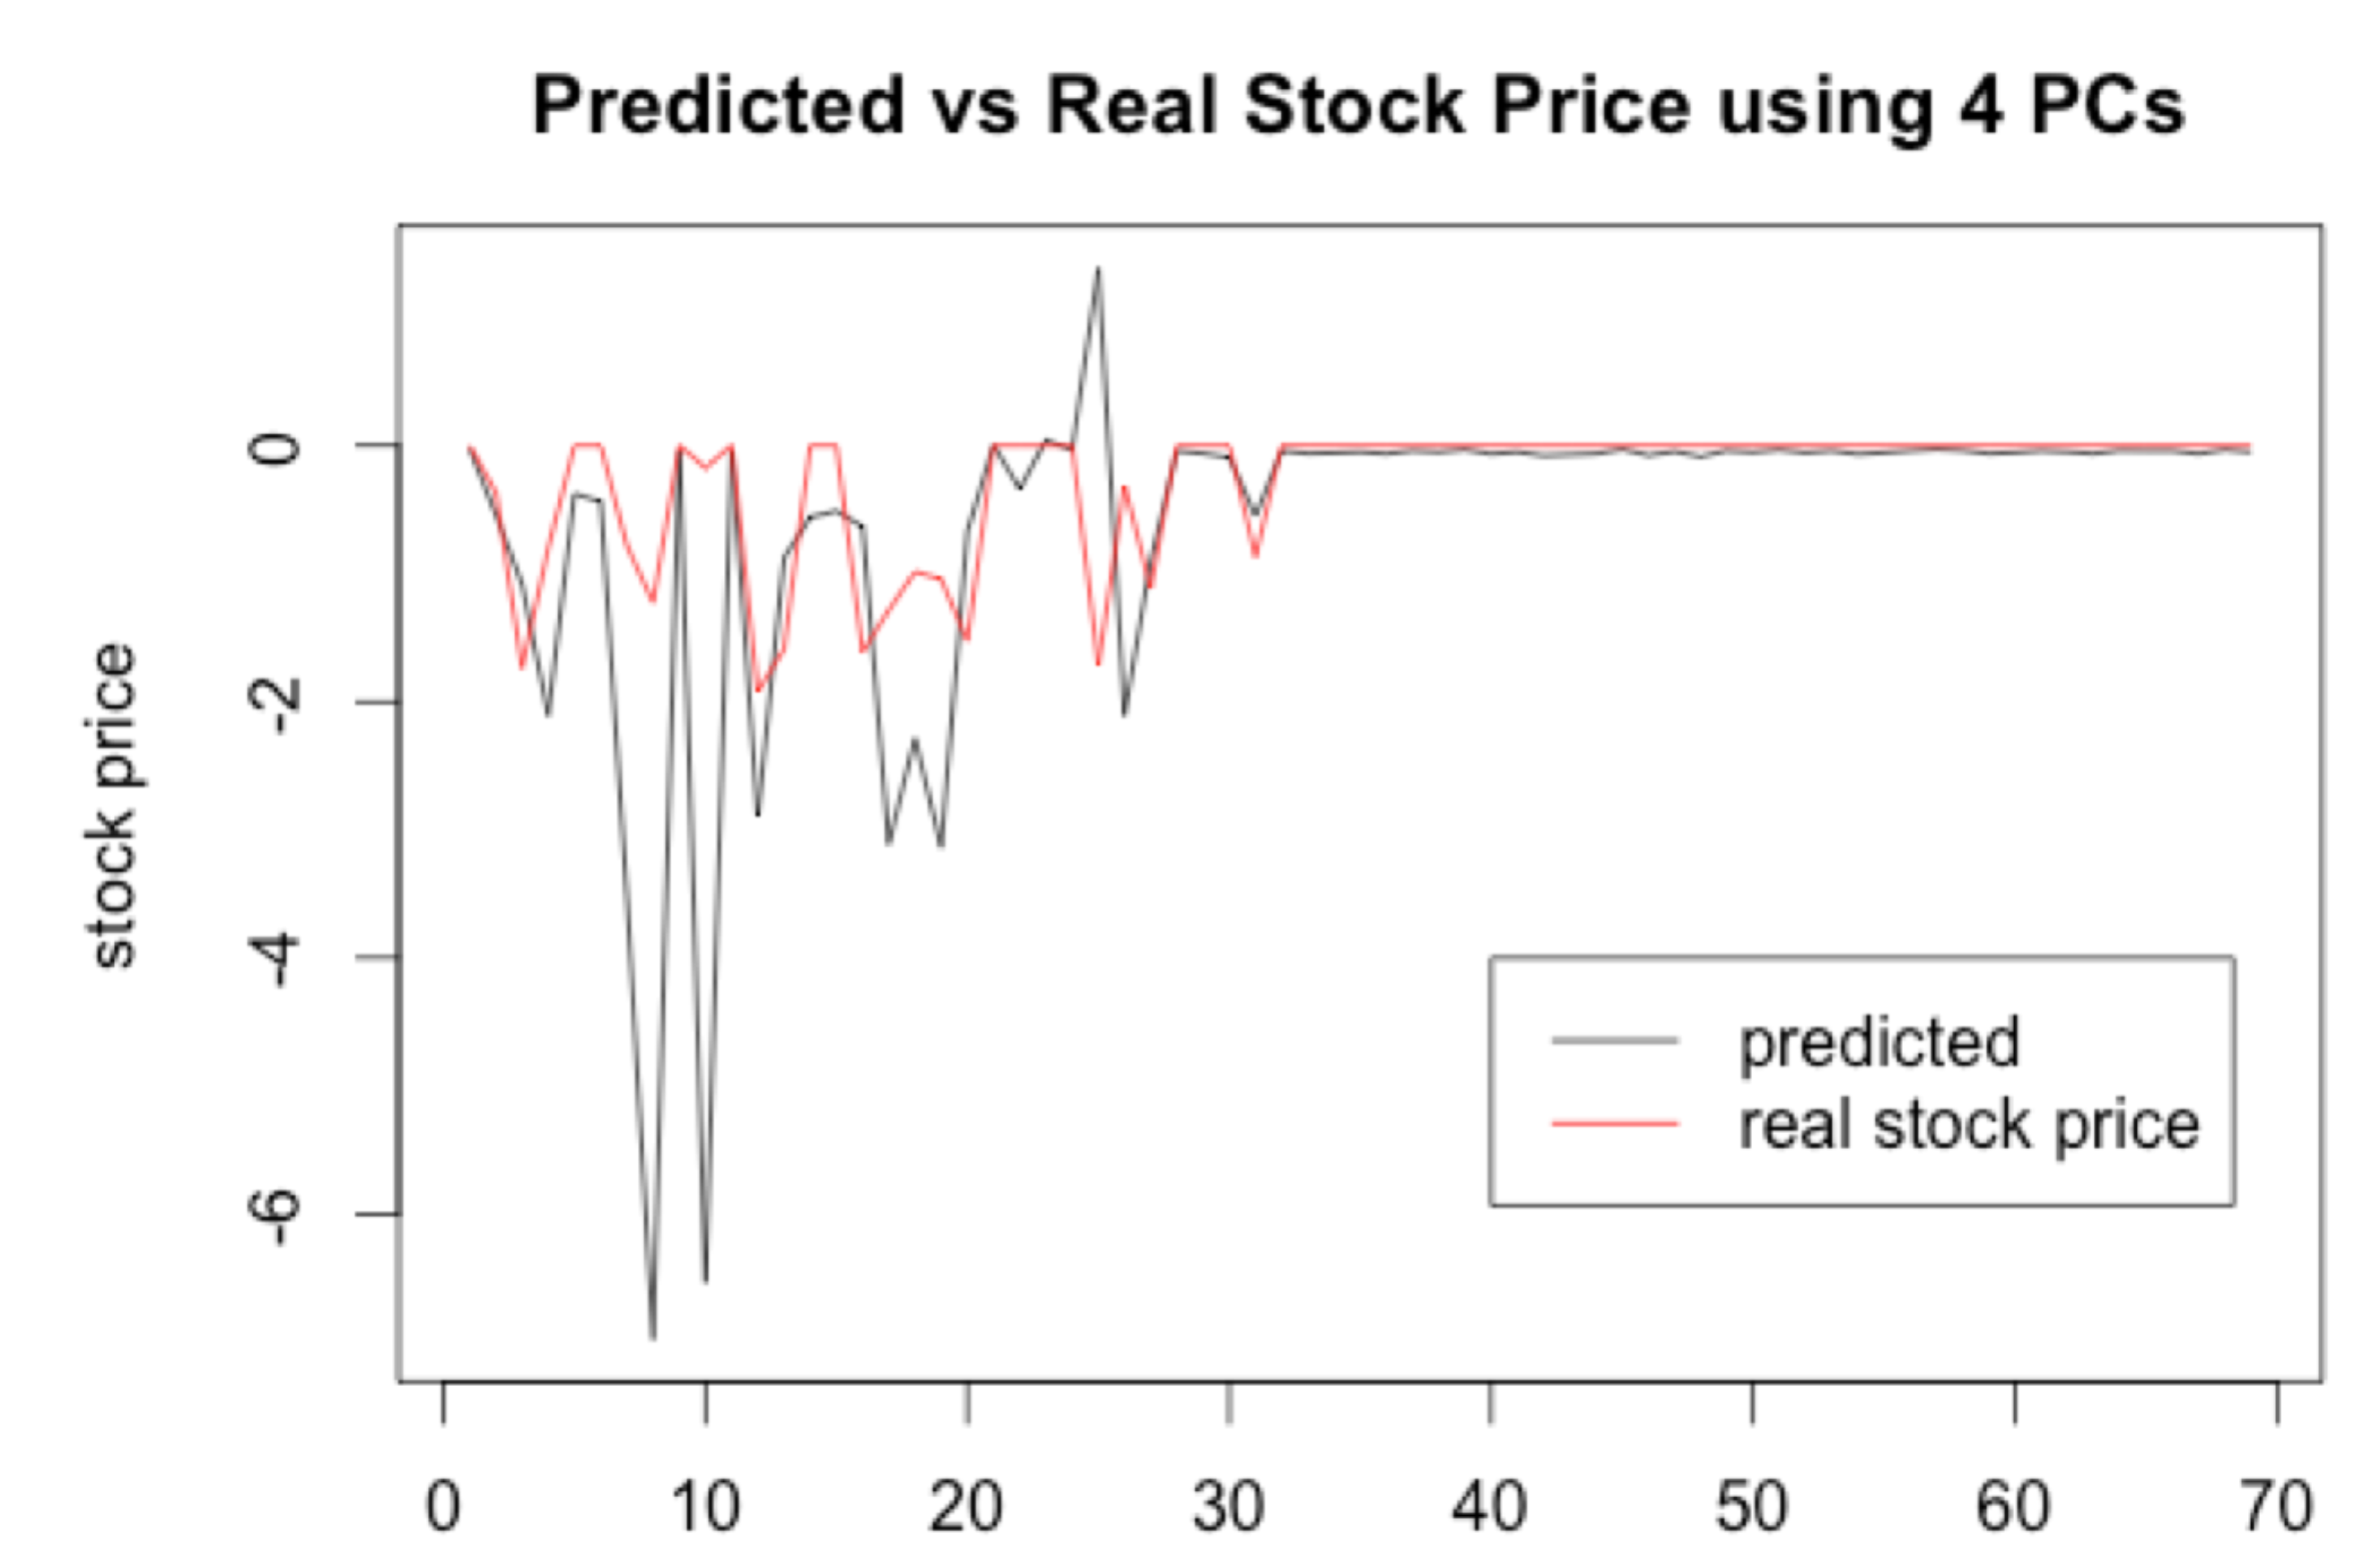 Predicted vs Real Stock Price using 4 PCs
stock price
0
-2
-4
-6
predicted
real stock price
0 10 20 30 40 50 60 70